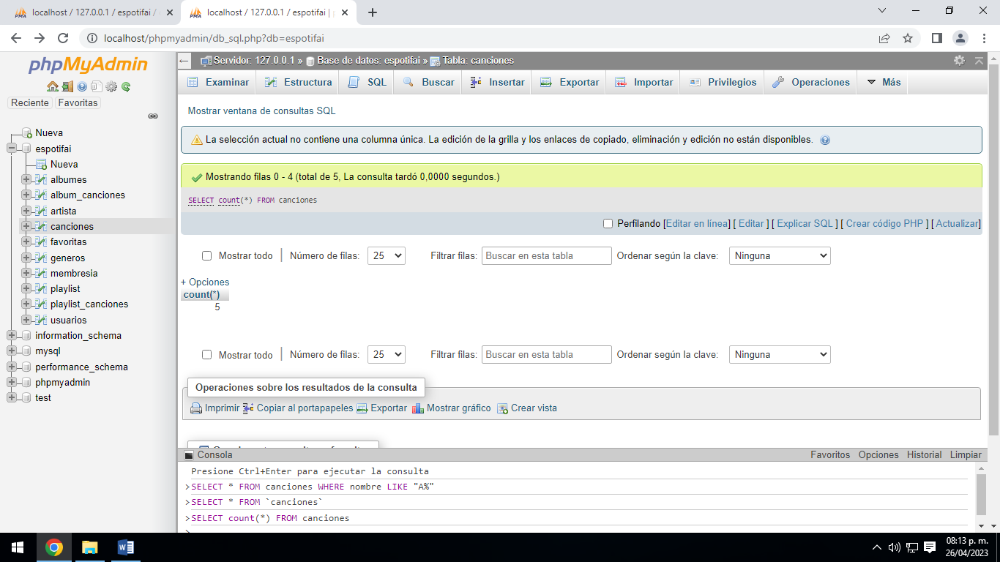 localhost / 127.0.0.1 / espotifai /
localhost / 127.0.0.1 / espotifai | p
localhost/phpmyadmin/db_sql.php?db=espotifai
phpMyAdmin
Reciente Favoritas
Nueva
espotifai
Nueva
albumes
album_canciones
artista
canciones
favoritas
generos
membresia
playlist
playlist_canciones
usuarios
information_schema
mysql
performance_schema
phpmyadmin
test
Servidor: 127.0.0.1 » Base de datos: espotifai » Tabla: canciones
Examinar Estructura SQL Buscar Insertar Exportar Importar Privilegios Operaciones Más
Mostrar ventana de consultas SQL
La selección actual no contiene una columna única. La edición de la grilla y los enlaces de copiado, eliminación y edición no están disponibles.
Mostrando filas 0 - 4 (total de 5, La consulta tardó 0,0000 segundos.)
SELECT count(*) FROM canciones
Perfilando [Editar en línea] [ Editar ] [ Explicar SQL ] [ Crear código PHP ] [ Actualizar]
Mostrar todo | Número de filas: 25 Filtrar filas: Buscar en esta tabla Ordenar según la clave: Ninguna
+ Opciones
count(*)
5
Mostrar todo | Número de filas: 25 Filtrar filas: Buscar en esta tabla Ordenar según la clave: Ninguna
Operaciones sobre los resultados de la consulta
Imprimir Copiar al portapapeles Exportar Mostrar gráfico Crear vista
Consola Favoritos Opciones Historial Limpiar
Presione Ctrl+Enter para ejecutar la consulta
>SELECT * FROM canciones WHERE nombre LIKE "A%"
>SELECT * FROM `canciones`
>SELECT count(*) FROM canciones
>
08:13 p. m.
26/04/2023